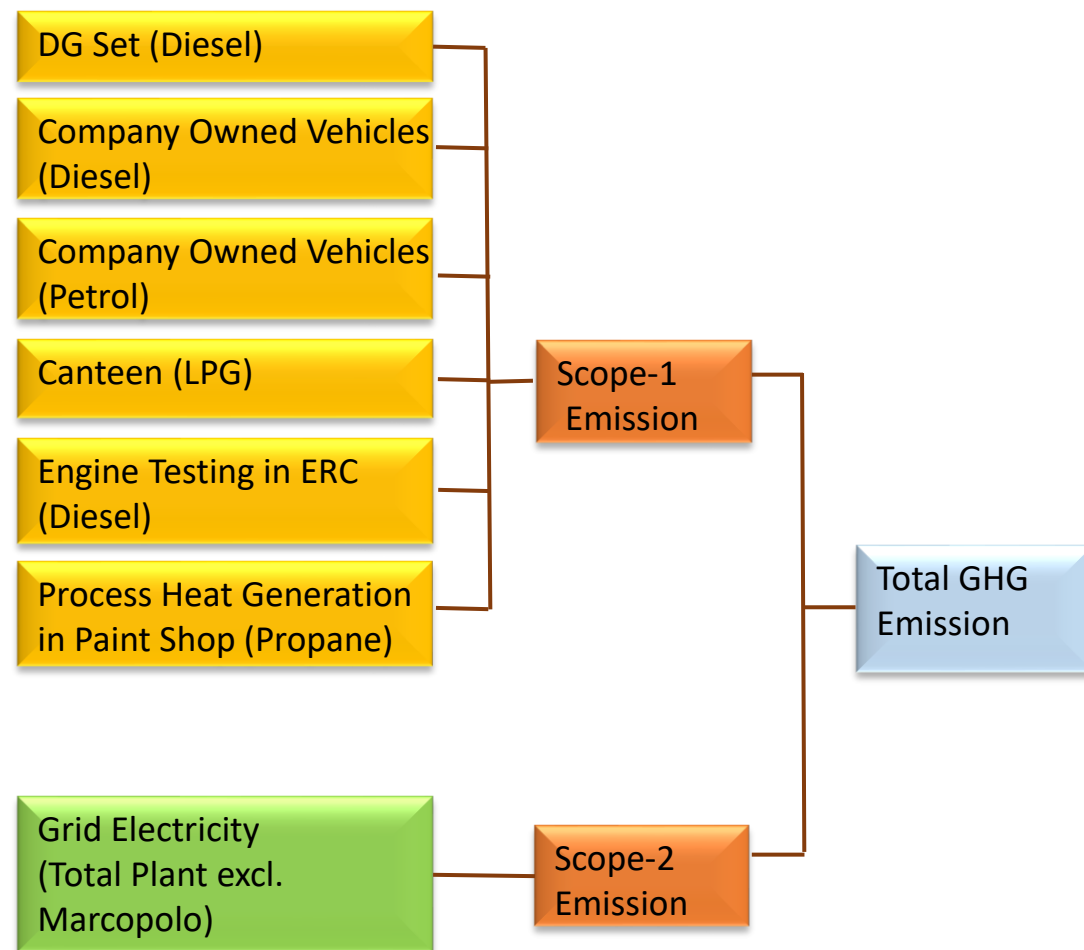 DG Set (Diesel)
Company Owned Vehicles
(Diesel)
Company Owned Vehicles
(Petrol)
Canteen (LPG)
Engine Testing in ERC
(Diesel)
Process Heat Generation
in Paint Shop (Propane)
Scope-1
Emission
Total GHG
Emission
Grid Electricity
(Total Plant excl.
Marcopolo)
Scope-2
Emission